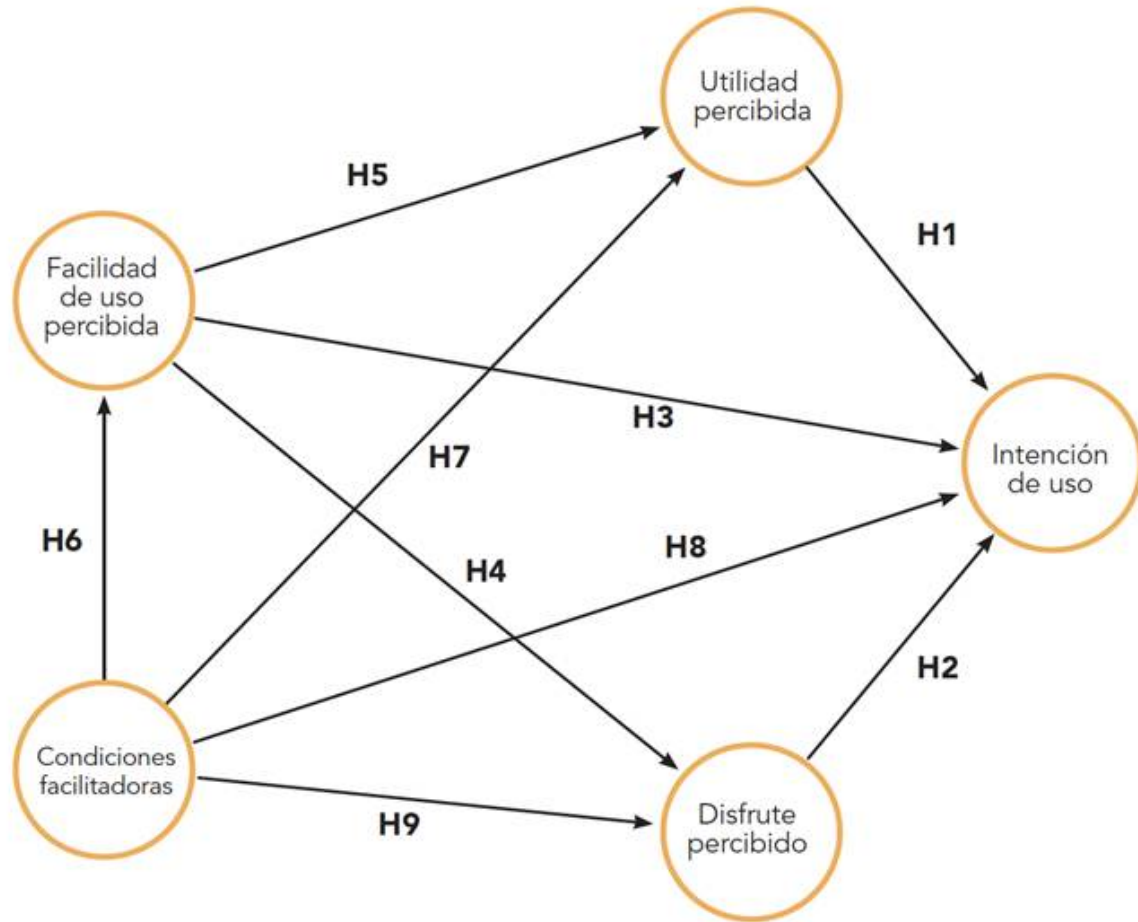 Utilidad
percibida
H5
H1
Facilidad
de uso
percibida
H3
H7
Intención
de uso
H6
H8
H4
H2
Condiciones
facilitadoras
H9
Disfrute
percibido